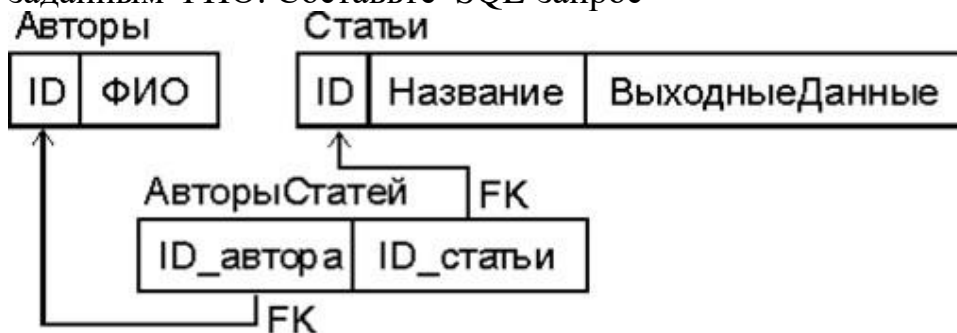 заданным ФИО. Составьте SQL-запрос
Авторы
Статьи
ID ФИО
ID Название ВыходныеДанные
АвторыСтатей
FK
ID_автора ID_статьи
FK